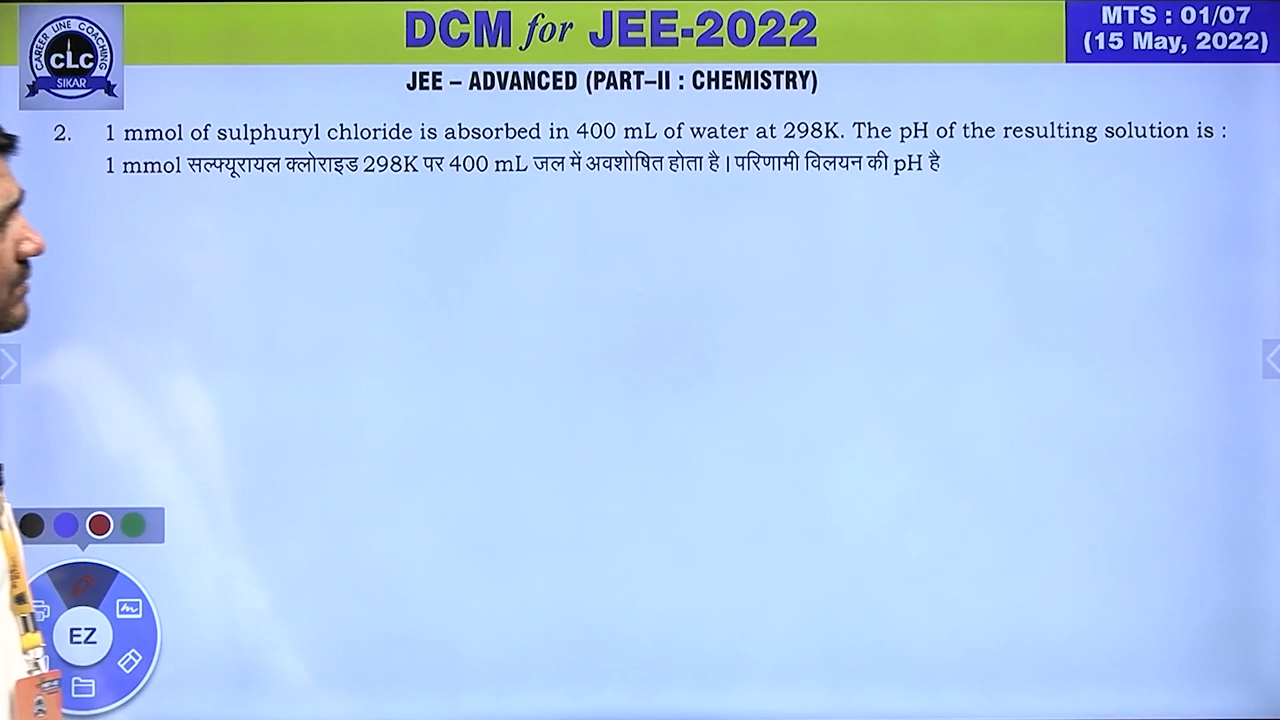 CAREER LINE COACHING
CLC
SIKAR
DCM for JEE-2022
MTS : 01/07
(15 May, 2022)
JEE – ADVANCED (PART–II : CHEMISTRY)
2. 1 mmol of sulphuryl chloride is absorbed in 400 mL of water at 298K. The pH of the resulting solution is :
1 mmol सल्फ्यूरायल क्लोराइड 298K पर 400 mL जल में अवशोषित होता है। परिणामी विलयन की pH है
EZ